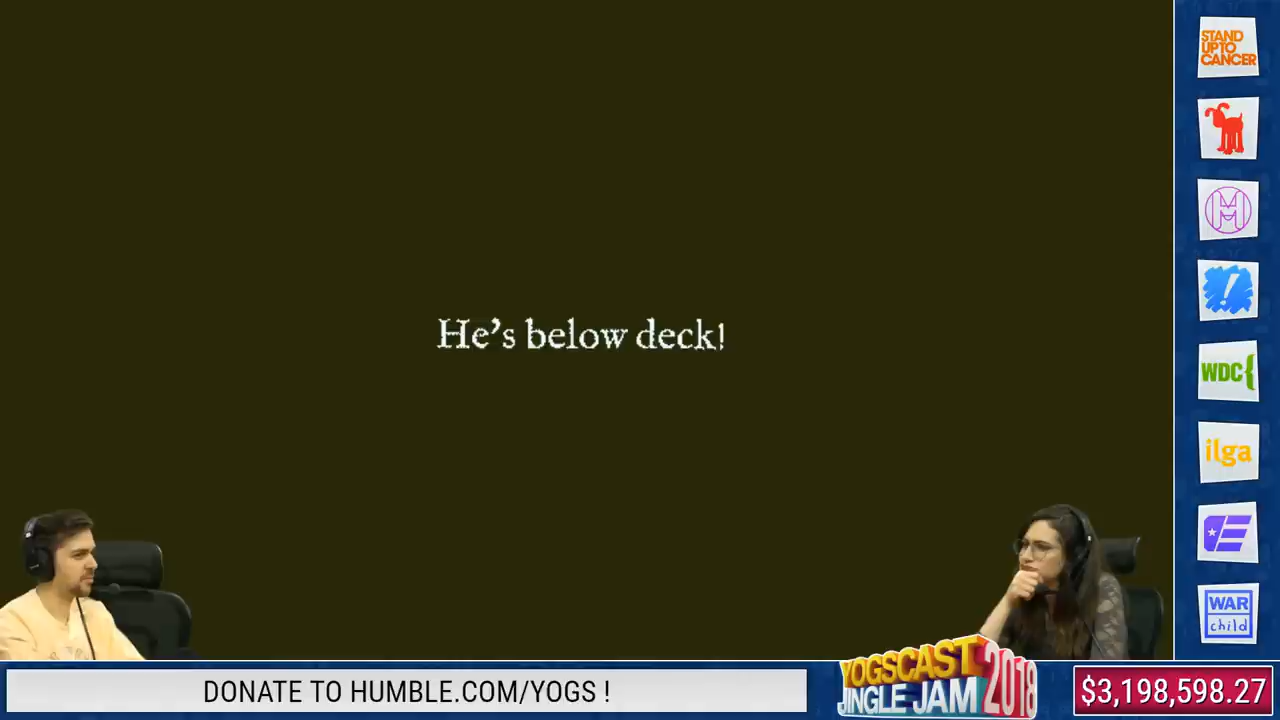 He's below deck!
STAND
UP TO
CANCER
WDC
ilga
WAR
child
DONATE TO HUMBLE.COM/YOGS !
YOGSCAST
JINGLE JAM 2018
$3,198,598.27